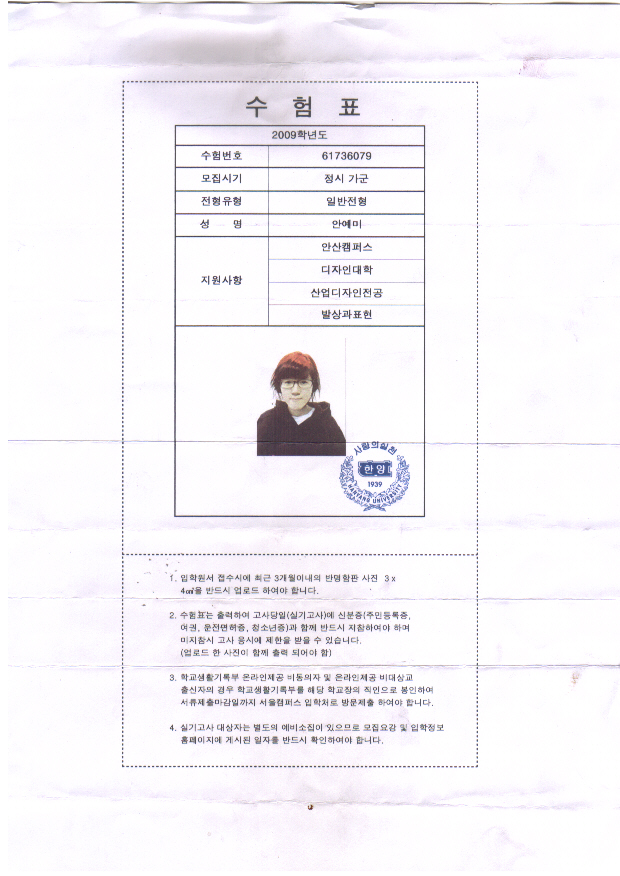 수 험 표
2009학년도
수험번호 61736079
모집시기 정시 가군
전형유형 일반전형
성 명 안예미
지원사항
안산캠퍼스
디자인대학
산업디자인전공
발상과표현
사랑의실천
한양대
1939
HANYANG UNIVERSITY
1. 입학원서 접수시에 최근 3개월이내의 반명함판 사진 3 x
4㎝를 반드시 업로드 하여야 합니다.
2. 수험표는 출력하여 고사당일(실기고사)에 신분증(주민등록증,
여권, 운전면허증, 청소년증)과 함께 반드시 지참하여야 하며
미지참시 고사 응시에 제한을 받을 수 있습니다.
(업로드 한 사진이 함께 출력 되어야 함)
3. 학교생활기록부 온라인제공 비동의자 및 온라인제공 비대상교
출신자의 경우 학교생활기록부를 해당 학교장의 직인으로 봉인하여
서류제출마감일까지 서울캠퍼스 입학처로 방문제출 하여야 합니다.
4. 실기고사 대상자는 별도의 예비소집이 있으므로 모집요강 및 입학정보
홈페이지에 게시된 일자를 반드시 확인하여야 합니다.